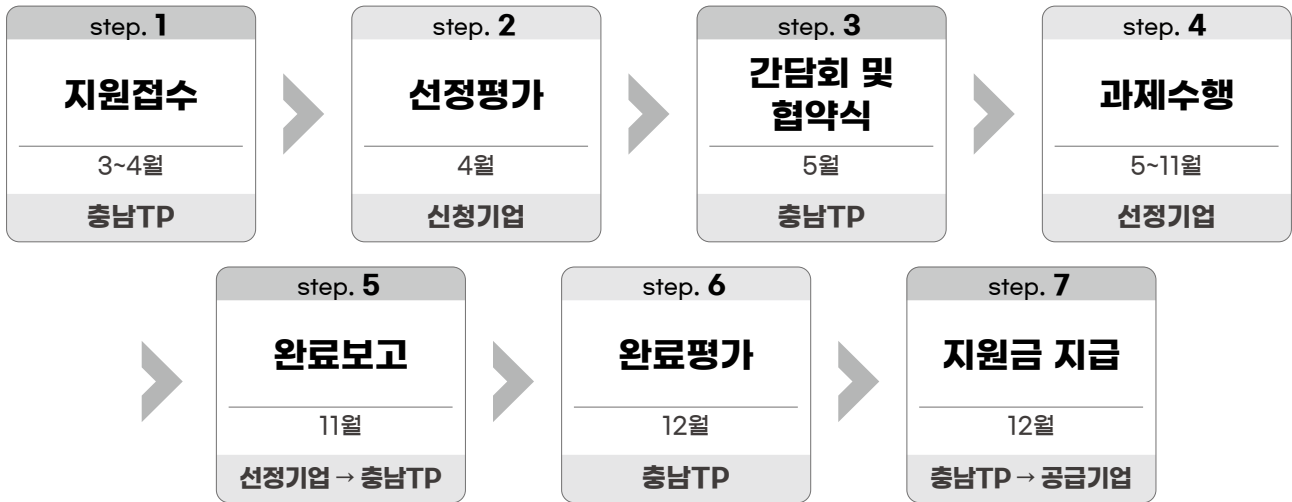 step. 1
지원접수
3~4월
충남TP
step. 2
선정평가
4월
신청기업
step. 3
간담회 및
협약식
5월
충남TP
step. 4
과제수행
5~11월
선정기업
step. 5
완료보고
11월
선정기업 → 충남TP
step. 6
완료평가
12월
충남TP
step. 7
지원금 지급
12월
충남TP → 공급기업